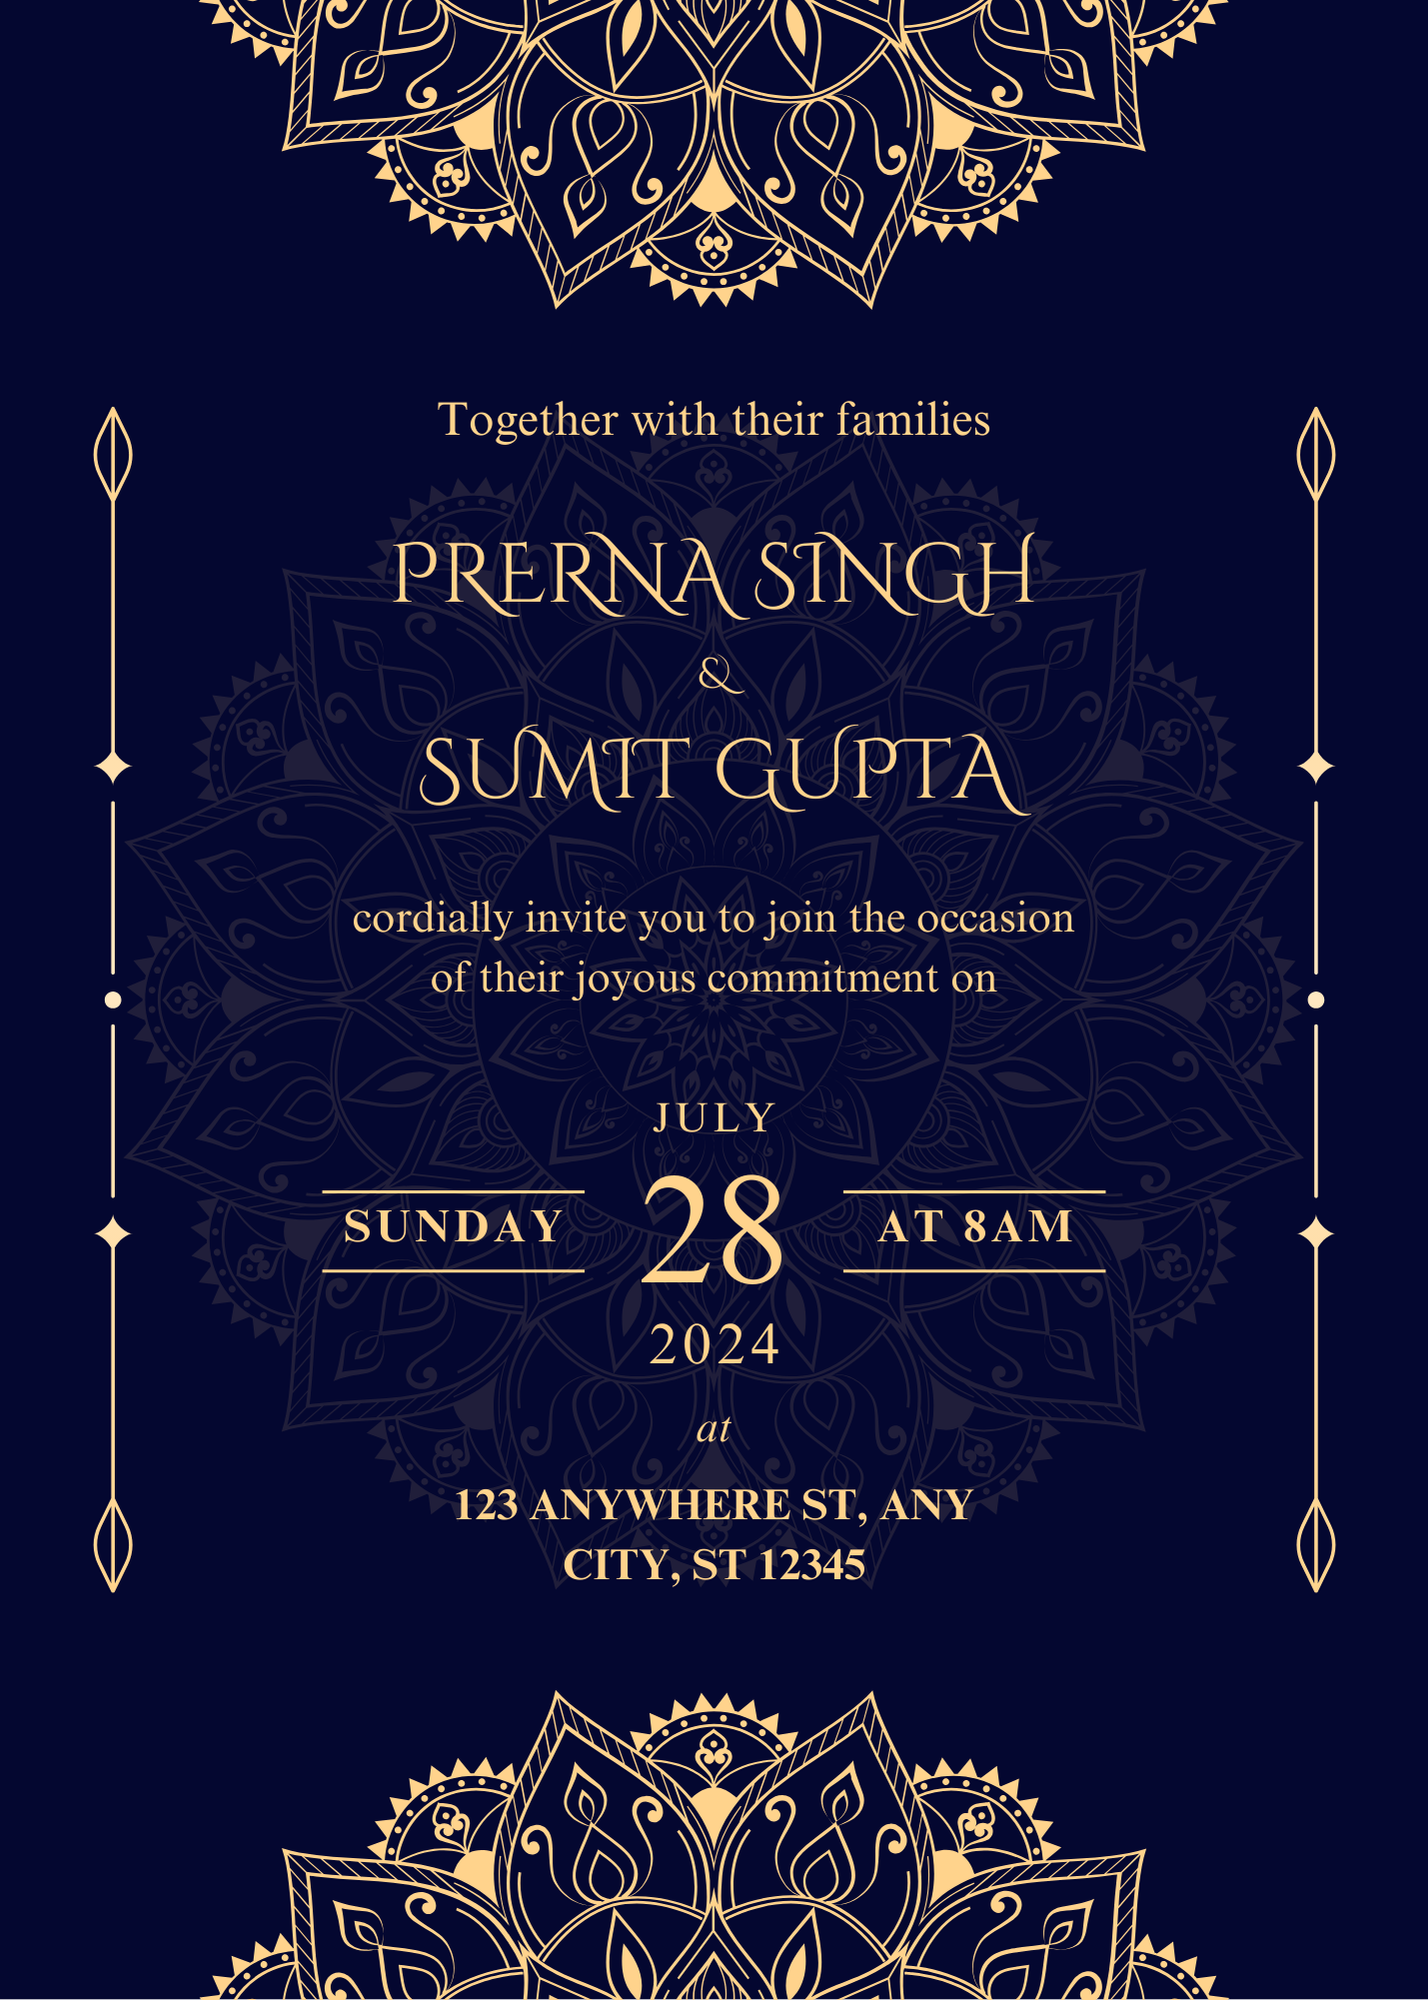 Together with their families
PRERNA SINGH
&
SUMIT GUPTA
cordially invite you to join the occasion
of their joyous commitment on
JULY
SUNDAY 28 AT 8AM
2024
at
123 ANYWHERE ST, ANY
CITY, ST 12345